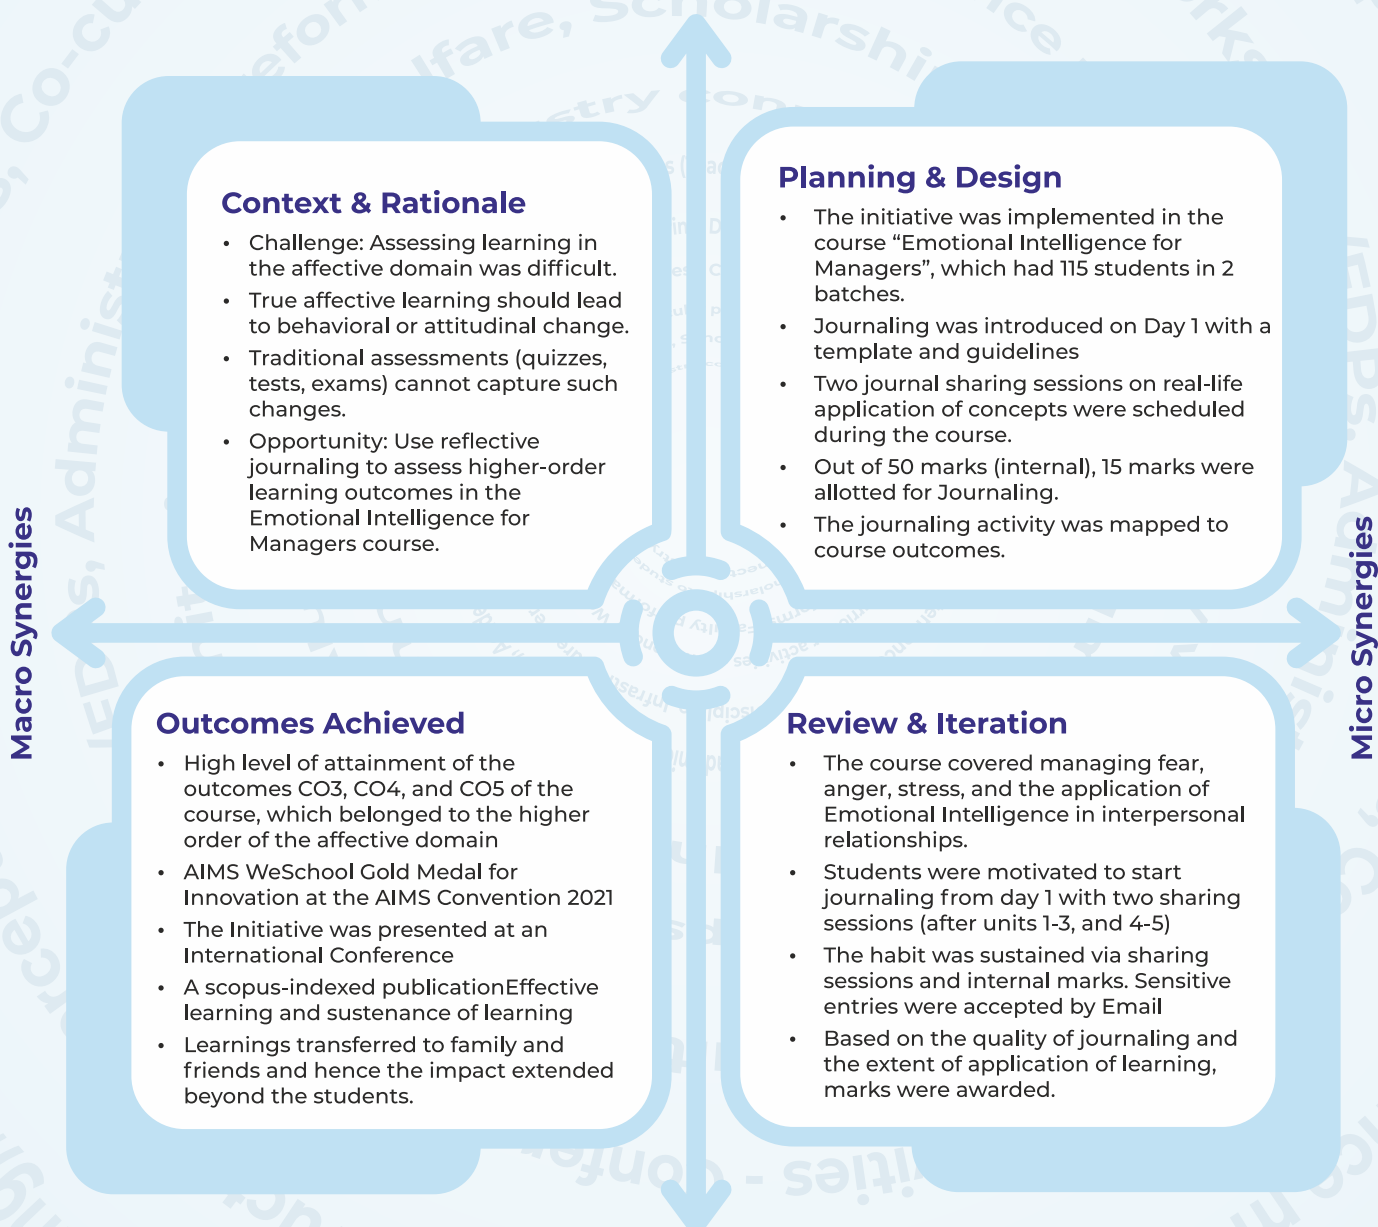 Context & Rationale
• Challenge: Assessing learning in
the affective domain was difficult.
• True affective learning should lead
to behavioral or attitudinal change.
• Traditional assessments (quizzes,
tests, exams) cannot capture such
changes.
• Opportunity: Use reflective
journaling to assess higher-order
learning outcomes in the
Emotional Intelligence for
Managers course.
Planning & Design
• The initiative was implemented in the
course “Emotional Intelligence for
Managers”, which had 115 students in 2
batches.
• Journaling was introduced on Day 1 with a
template and guidelines
• Two journal sharing sessions on real-life
application of concepts were scheduled
during the course.
• Out of 50 marks (internal), 15 marks were
allotted for Journaling.
• The journaling activity was mapped to
course outcomes.
Macro Synergies
Micro Synergies
Outcomes Achieved
• High level of attainment of the
outcomes CO3, CO4, and CO5 of the
course, which belonged to the higher
order of the affective domain
• AIMS WeSchool Gold Medal for
Innovation at the AIMS Convention 2021
• The Initiative was presented at an
International Conference
• A scopus-indexed publicationEffective
learning and sustenance of learning
• Learnings transferred to family and
friends and hence the impact extended
beyond the students.
Review & Iteration
• The course covered managing fear,
anger, stress, and the application of
Emotional Intelligence in interpersonal
relationships.
• Students were motivated to start
journaling from day 1 with two sharing
sessions (after units 1-3, and 4-5)
• The habit was sustained via sharing
sessions and internal marks. Sensitive
entries were accepted by Email
• Based on the quality of journaling and
the extent of application of learning,
marks were awarded.